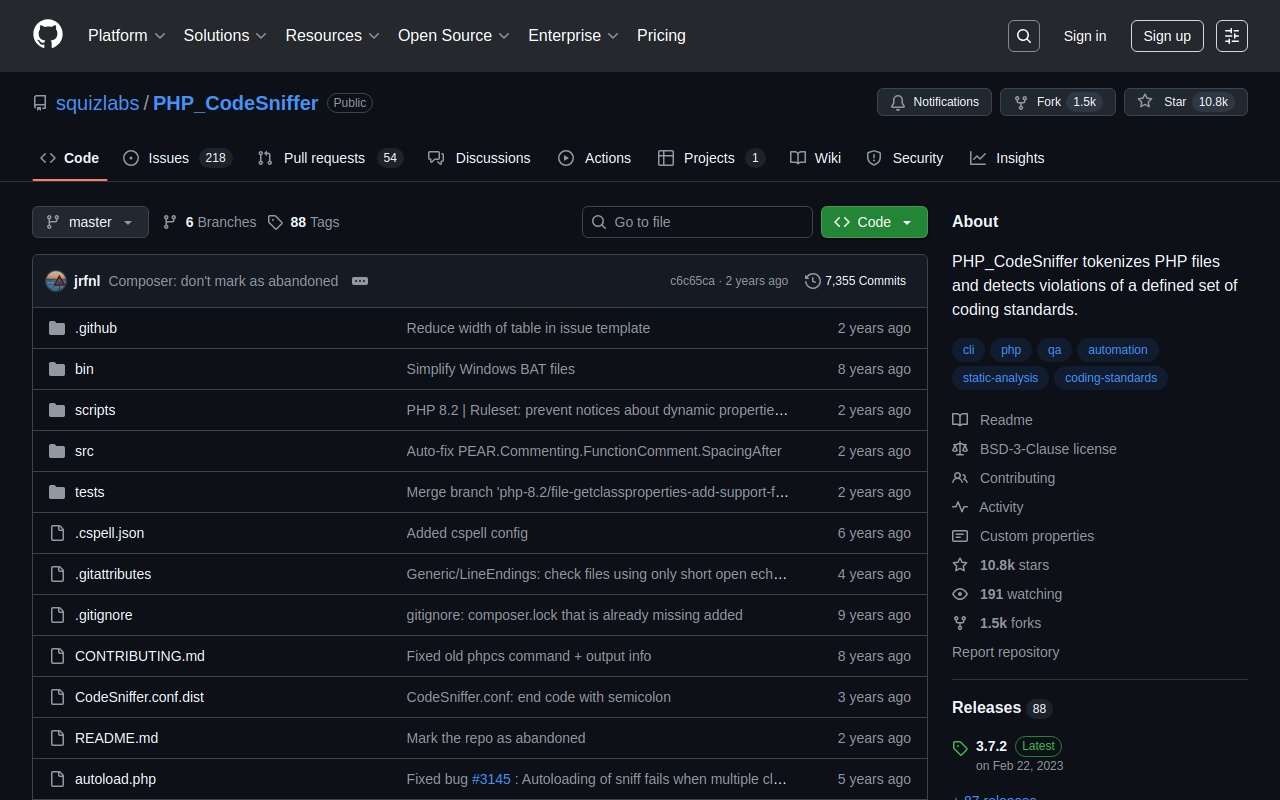 Platform Solutions Resources Open Source Enterprise Pricing Sign in Sign up
squizlabs / PHP_CodeSniffer Public Notifications Fork 1.5k Star 10.8k
Code Issues 218 Pull requests 54 Discussions Actions Projects 1 Wiki Security Insights
master 6 Branches 88 Tags Go to file Code
jrfnl Composer: don't mark as abandoned c6c65ca · 2 years ago 7,355 Commits
.github Reduce width of table in issue template 2 years ago
bin Simplify Windows BAT files 8 years ago
scripts PHP 8.2 | Ruleset: prevent notices about dynamic propertie… 2 years ago
src Auto-fix PEAR.Commenting.FunctionComment.SpacingAfter 2 years ago
tests Merge branch 'php-8.2/file-getclassproperties-add-support-f… 2 years ago
.cspell.json Added cspell config 6 years ago
.gitattributes Generic/LineEndings: check files using only short open ech… 4 years ago
.gitignore gitignore: composer.lock that is already missing added 9 years ago
CONTRIBUTING.md Fixed old phpcs command + output info 8 years ago
CodeSniffer.conf.dist CodeSniffer.conf: end code with semicolon 3 years ago
README.md Mark the repo as abandoned 2 years ago
autoload.php Fixed bug #3145 : Autoloading of sniff fails when multiple cl… 5 years ago
About
PHP_CodeSniffer tokenizes PHP files
and detects violations of a defined set of
coding standards.
cli php qa automation
static-analysis coding-standards
Readme
BSD-3-Clause license
Contributing
Activity
Custom properties
10.8k stars
191 watching
1.5k forks
Report repository
Releases 88
3.7.2 Latest
on Feb 22, 2023
+ 87 releases